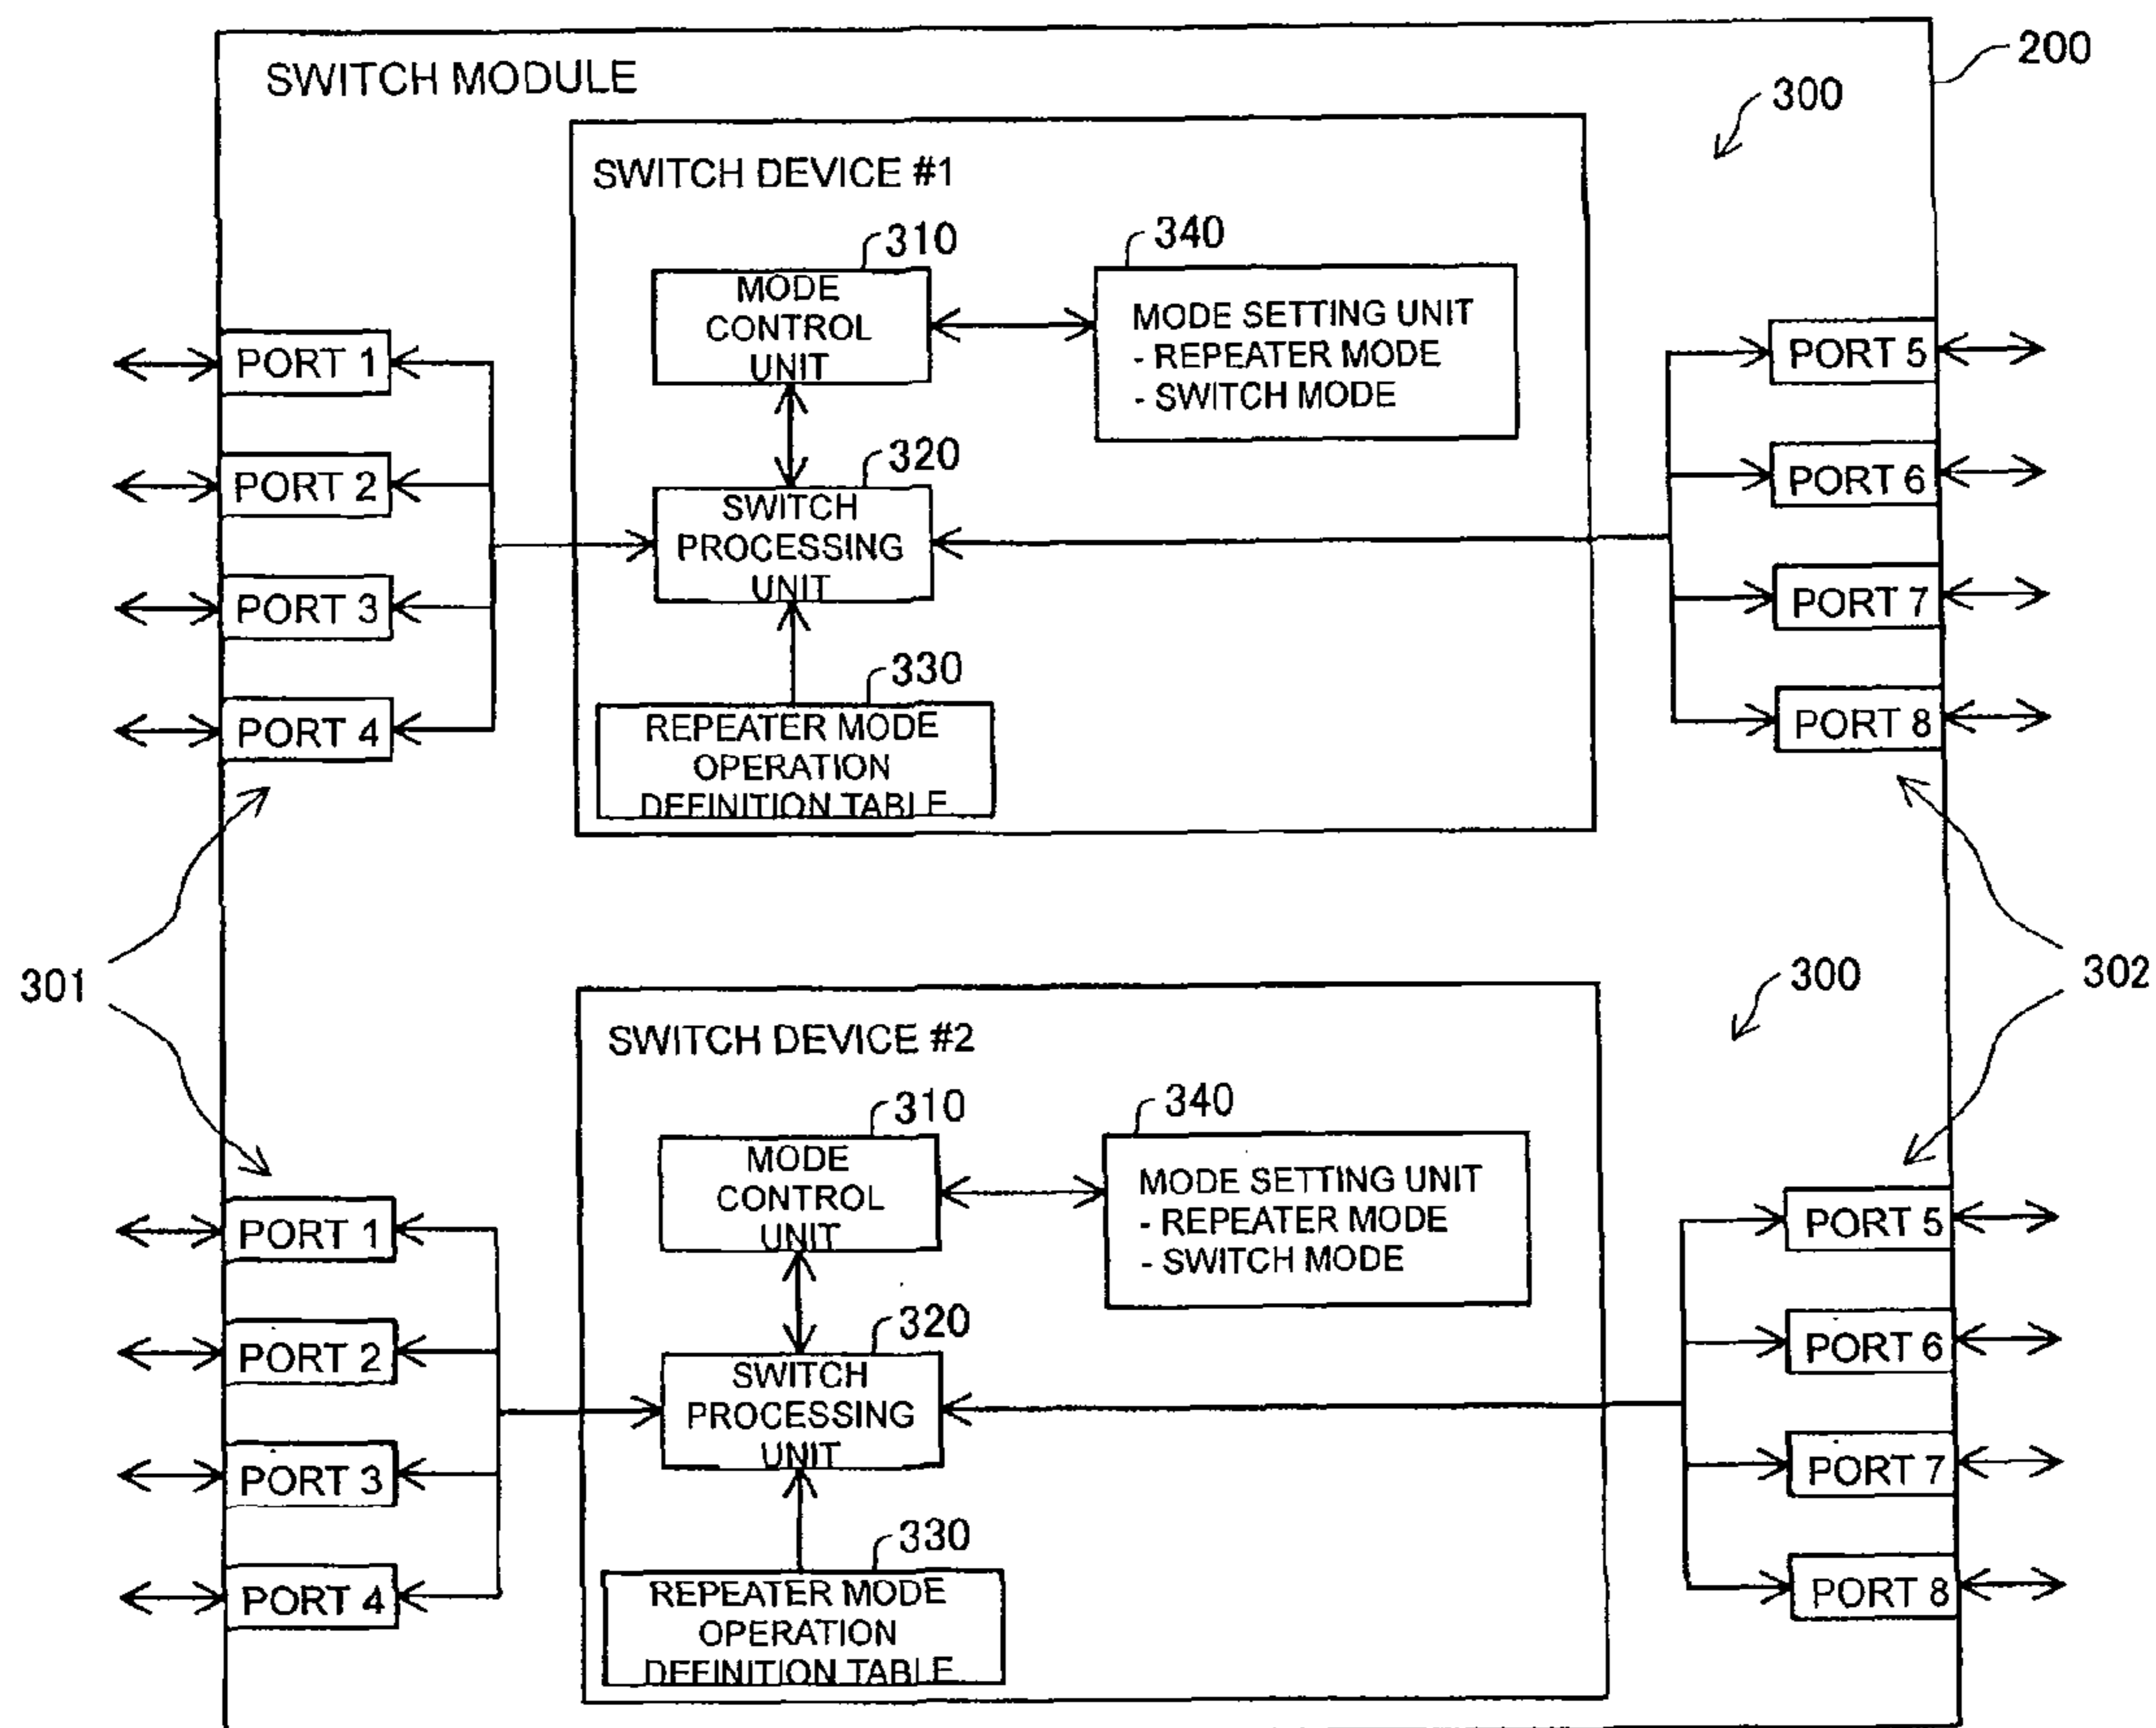 SWITCH MODULE
200
300
SWITCH DEVICE #1
310
340
MODE
CONTROL
UNIT
MODE SETTING UNIT
- REPEATER MODE
- SWITCH MODE
PORT 1
PORT 2
PORT 3
PORT 4
320
SWITCH
PROCESSING
UNIT
330
REPEATER MODE
OPERATION
DEFINITION TABLE
PORT 5
PORT 6
PORT 7
PORT 8
301
302
300
SWITCH DEVICE #2
310
340
MODE
CONTROL
UNIT
MODE SETTING UNIT
- REPEATER MODE
- SWITCH MODE
PORT 1
PORT 2
PORT 3
PORT 4
320
SWITCH
PROCESSING
UNIT
330
REPEATER MODE
OPERATION
DEFINITION TABLE
PORT 5
PORT 6
PORT 7
PORT 8